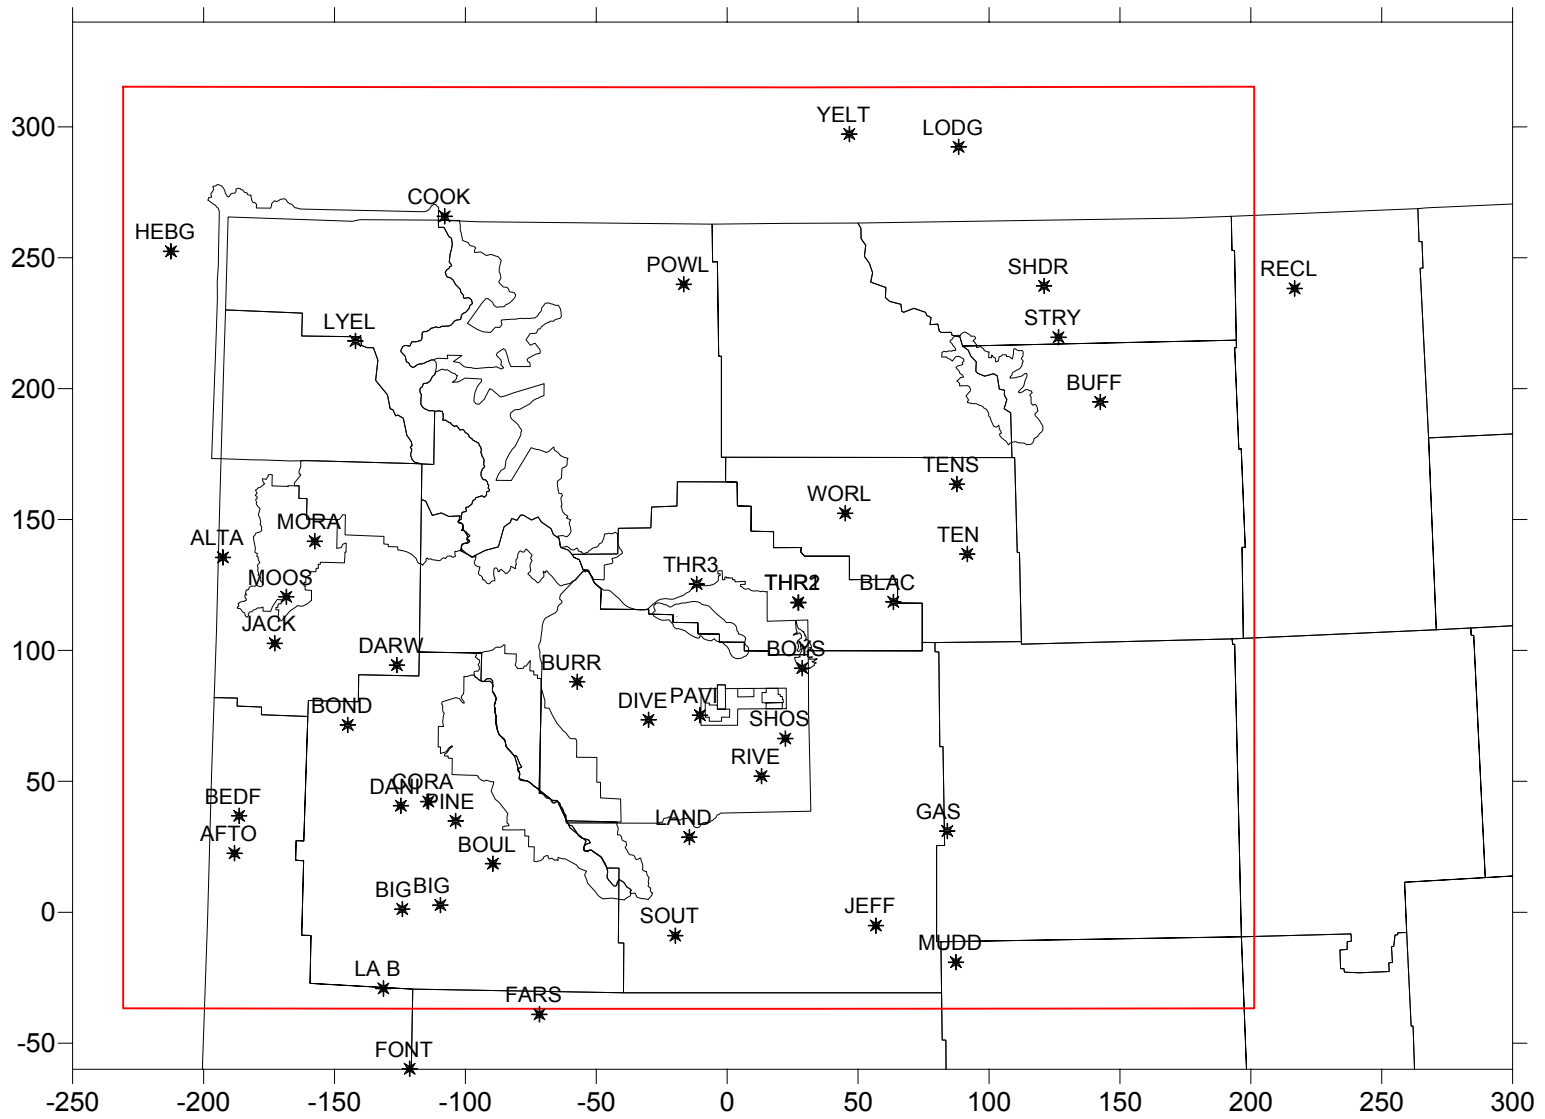 YELT
LODG
300
COOK
HEBG
250
POWL
SHDR
RECL
LYEL
STRY
200
BUFF
TENS
WORL
150
MORA
ALTA
TEN
THR3
MOOS
BLAC
JACK
100
DARW
BOYS
BURR
BOND
DIVE
PAVI
SHOS
RIVE
50
DANI
CORA
BEDF
PINE
AFTO
LAND
GAS
BOUL
BIG
BIG
0
SOUT
JEFF
MUDD
LA B
FARS
-50
FONT
-250 -200 -150 -100 -50 0 50 100 150 200 250 300